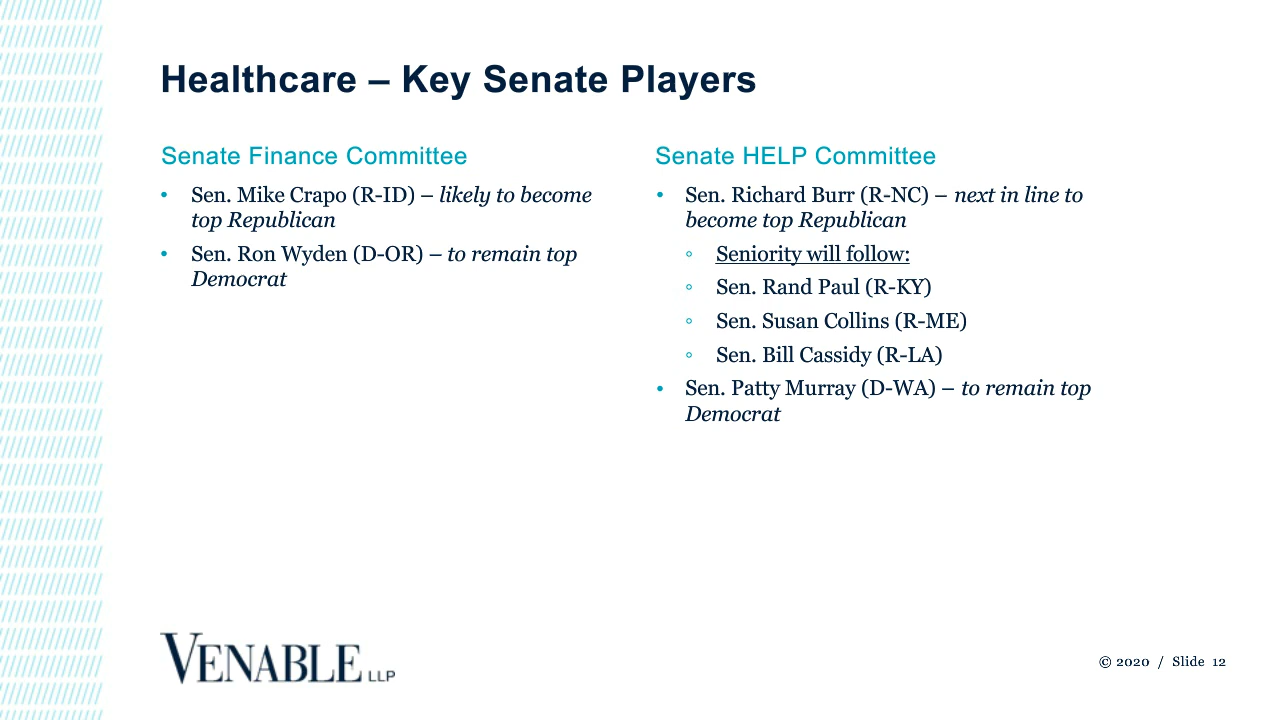 Healthcare – Key Senate Players
Senate Finance Committee
• Sen. Mike Crapo (R-ID) – likely to become
top Republican
• Sen. Ron Wyden (D-OR) – to remain top
Democrat
Senate HELP Committee
• Sen. Richard Burr (R-NC) – next in line to
become top Republican
◦ Seniority will follow:
◦ Sen. Rand Paul (R-KY)
◦ Sen. Susan Collins (R-ME)
◦ Sen. Bill Cassidy (R-LA)
• Sen. Patty Murray (D-WA) – to remain top
Democrat
VENABLE LLP
© 2020 / Slide 12